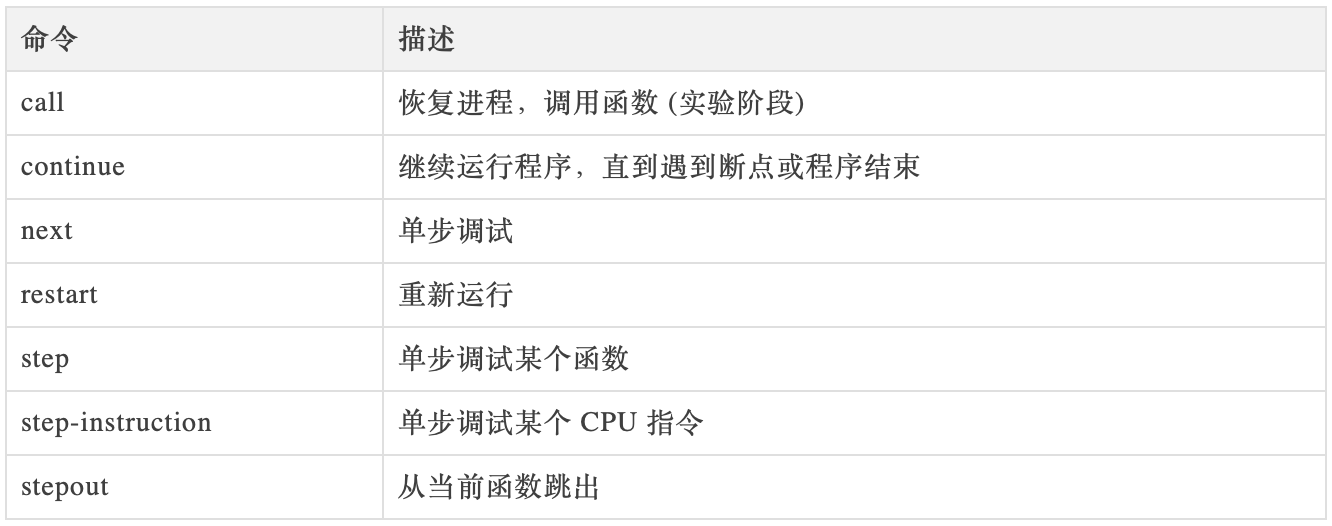 命令 描述
call 恢复进程，调用函数 (实验阶段)
continue 继续运行程序，直到遇到断点或程序结束
next 单步调试
restart 重新运行
step 单步调试某个函数
step-instruction 单步调试某个 CPU 指令
stepout 从当前函数跳出